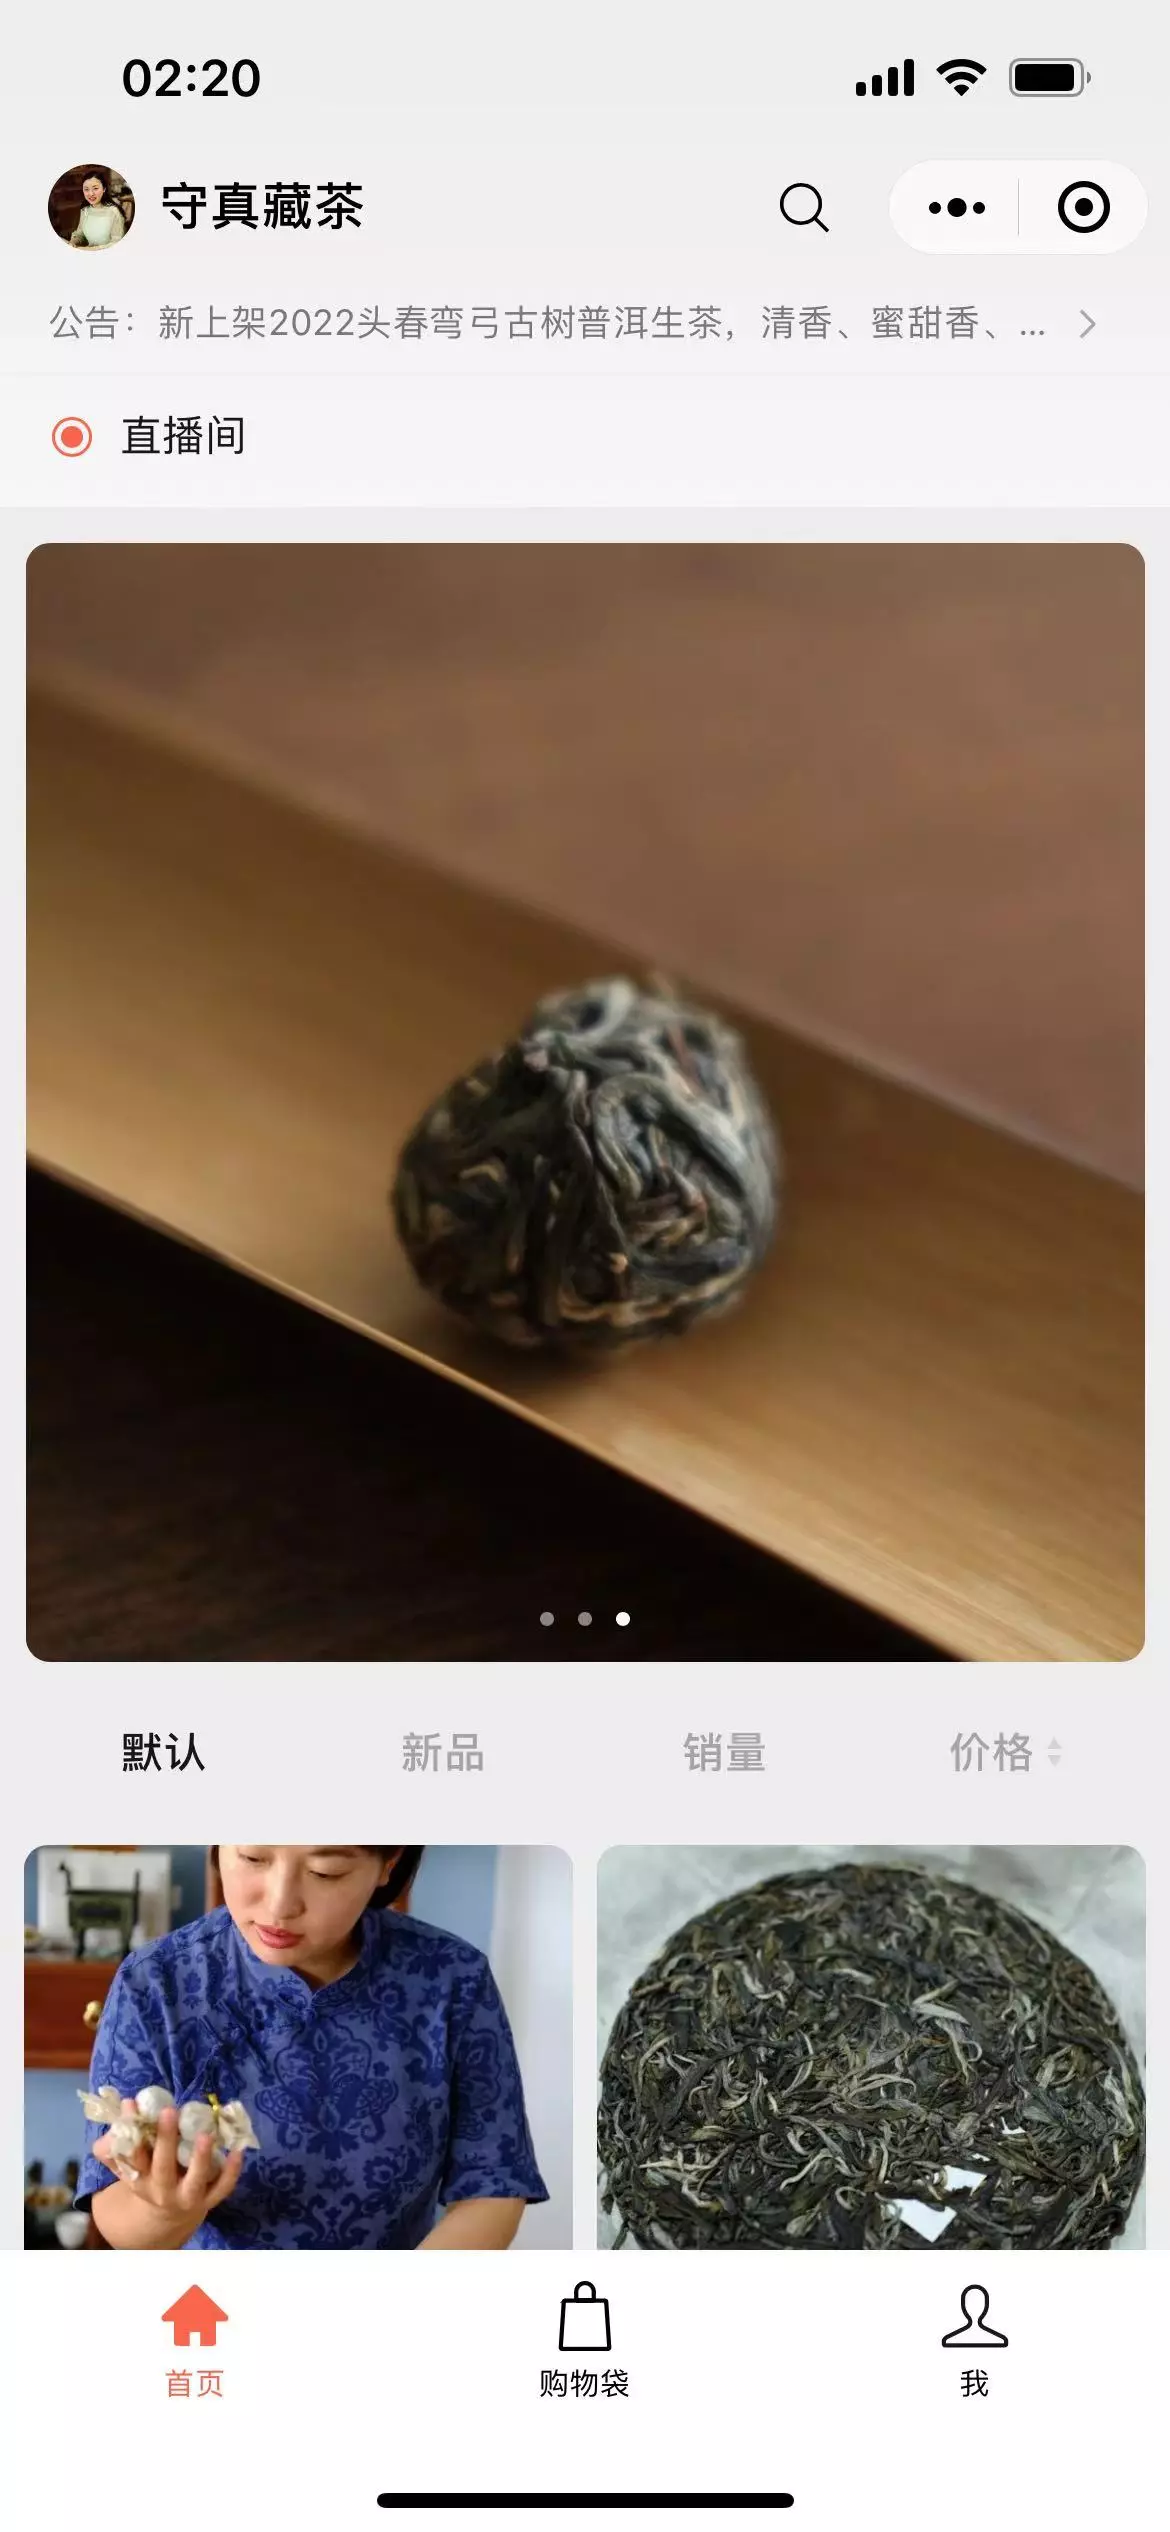 02:20
守真藏茶
公告：新上架2022头春弯弓古树普洱生茶，清香、蜜甜香、...
直播间
默认 新品 销量 价格
首页 购物袋 我